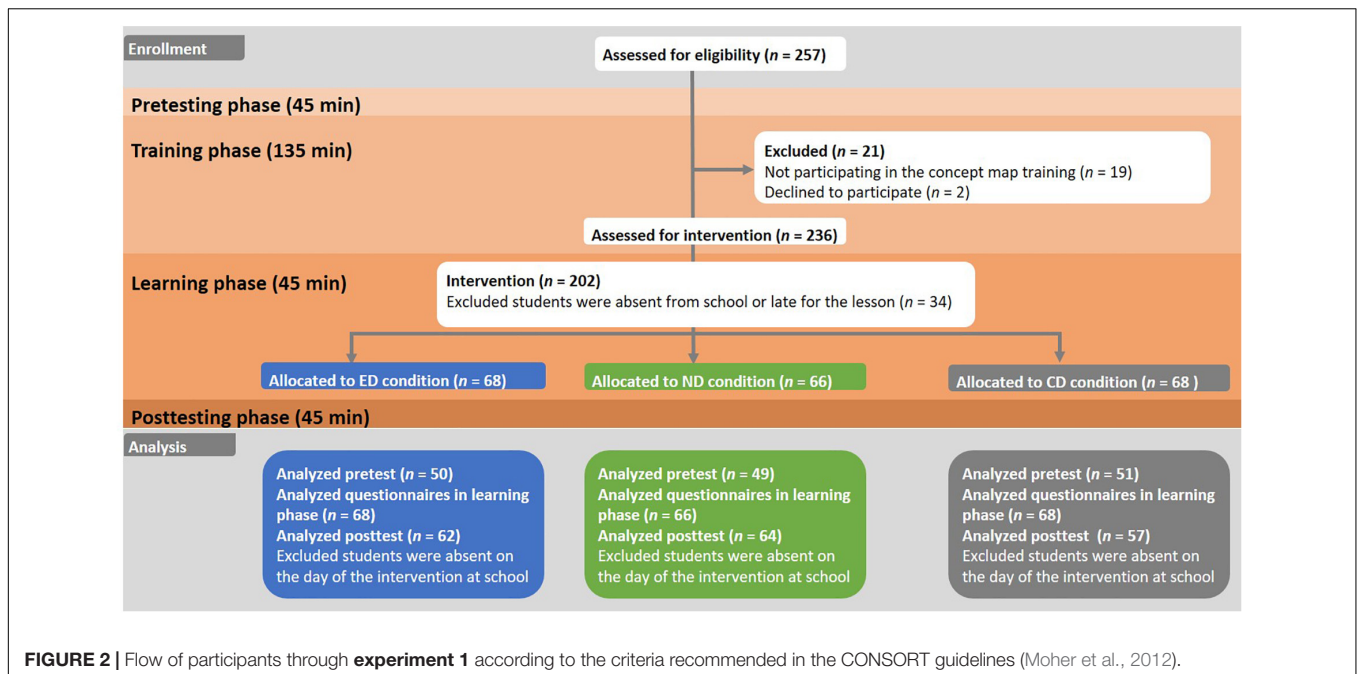 Enrollment
Assessed for eligibility (n = 257)
Pretesting phase (45 min)
Training phase (135 min)
Excluded (n = 21)
Not participating in the concept map training (n = 19)
Declined to participate (n = 2)
Assessed for intervention (n = 236)
Learning phase (45 min)
Intervention (n = 202)
Excluded students were absent from school or late for the lesson (n = 34)
Allocated to ED condition (n = 68)
Allocated to ND condition (n = 66)
Allocated to CD condition (n = 68 )
Posttesting phase (45 min)
Analysis
Analyzed pretest (n = 50)
Analyzed questionnaires in learning
phase (n = 68)
Analyzed posttest (n = 62)
Excluded students were absent on
the day of the intervention at school
Analyzed pretest (n = 49)
Analyzed questionnaires in learning
phase (n = 66)
Analyzed posttest (n = 64)
Excluded students were absent on
the day of the intervention at school
Analyzed pretest (n = 51)
Analyzed questionnaires in learning
phase (n = 68)
Analyzed posttest (n = 57)
Excluded students were absent on
the day of the intervention at school
FIGURE 2 | Flow of participants through experiment 1 according to the criteria recommended in the CONSORT guidelines (Moher et al., 2012).